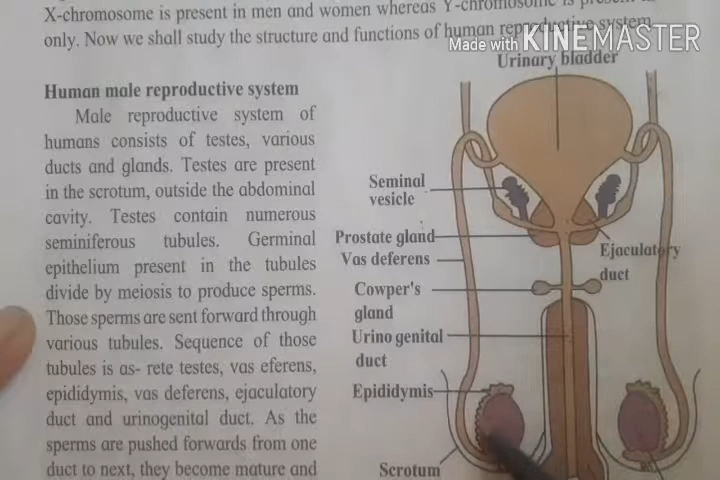 X-chromosome is present in men and women whereas Y-chromosome is
only. Now we shall study the structure and functions of human reproductive system.
Made with KINEMASTER
Human male reproductive system
Male reproductive system of
humans consists of testes, various
ducts and glands. Testes are present
in the scrotum, outside the abdominal
cavity. Testes contain numerous
seminiferous tubules. Germinal
epithelium present in the tubules
divide by meiosis to produce sperms.
Those sperms are sent forward through
various tubules. Sequence of those
tubules is as- rete testes, vas eferens,
epididymis, vas deferens, ejaculatory
duct and urinogenital duct. As the
sperms are pushed forwards from one
duct to next, they become mature and
Urinary bladder
Seminal
vesicle
Prostate gland
Vas deferens
Ejaculatory
duct
Cowper's
gland
Urino genital
duct
Epididymis
Scrotum